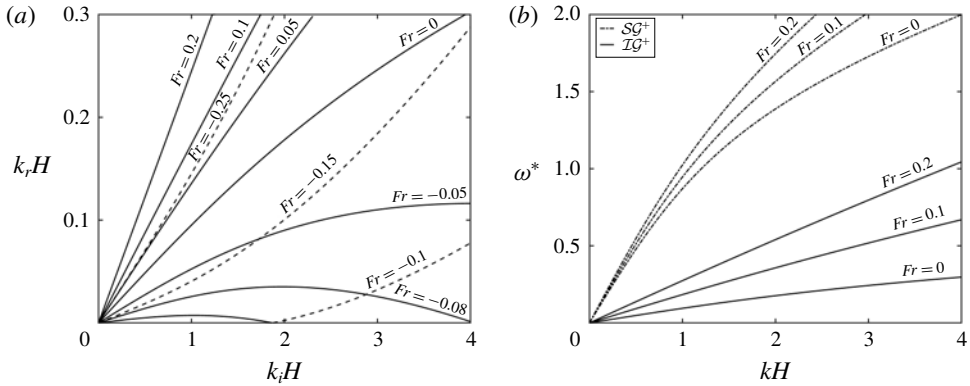 (a)
0.3
0.2
0.1
0
1
2
3
4
k_rH
k_iH
Fr = 0.2
Fr = 0.1
Fr = 0.05
Fr = −0.25
Fr = 0
Fr = −0.15
Fr = −0.05
Fr = −0.1
Fr = −0.08
(b)
2.0
1.5
1.0
0.5
0
1
2
3
4
ω*
kH
SG⁺
IG⁺
Fr = 0.2
Fr = 0.1
Fr = 0
Fr = 0.2
Fr = 0.1
Fr = 0